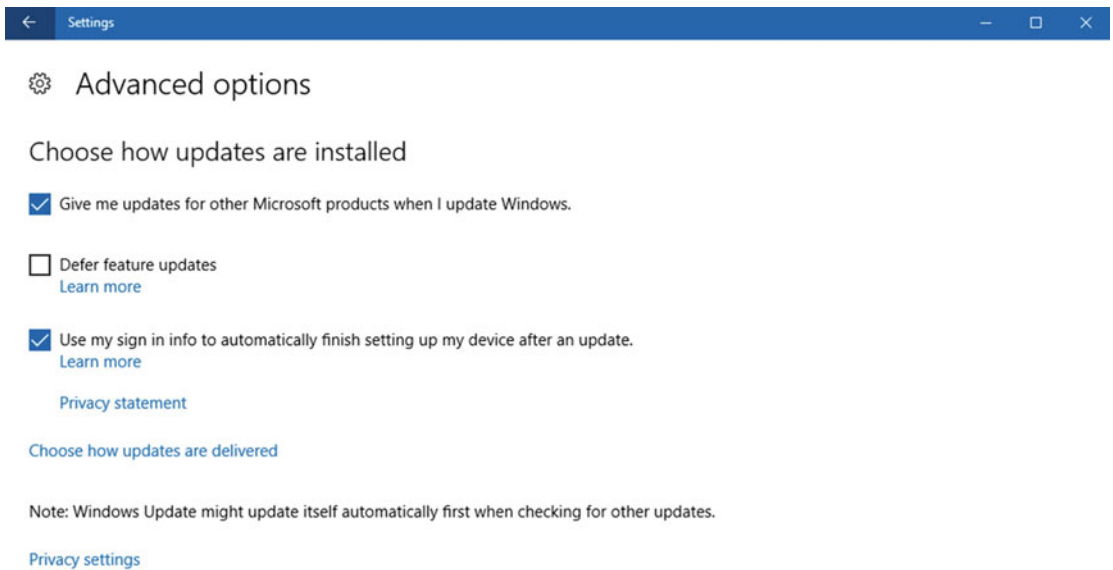 Settings
Advanced options
Choose how updates are installed
Give me updates for other Microsoft products when I update Windows.
Defer feature updates
Learn more
Use my sign in info to automatically finish setting up my device after an update.
Learn more
Privacy statement
Choose how updates are delivered
Note: Windows Update might update itself automatically first when checking for other updates.
Privacy settings